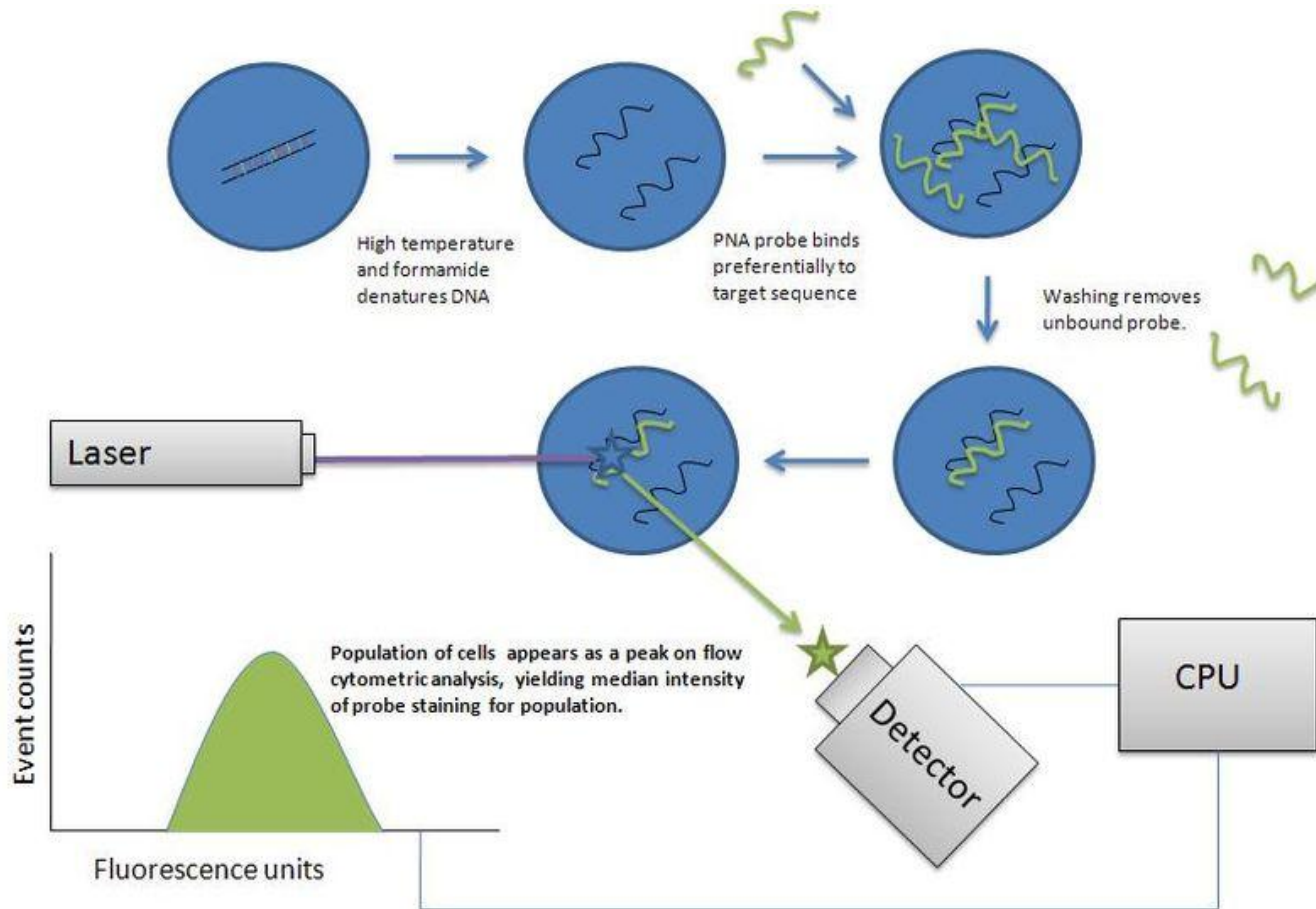 High temperature
and formamide
denatures DNA
PNA probe binds
preferentially to
target sequence
Washing removes
unbound probe.
Laser
Population of cells appears as a peak on flow
cytometric analysis, yielding median intensity
of probe staining for population.
Detector
CPU
Event counts
Fluorescence units